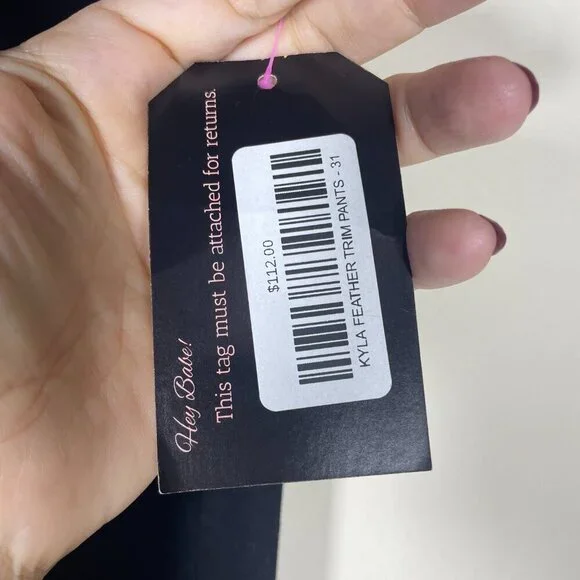 Hey Babe!
This tag must be attached for returns.
$112.00
KYLA FEATHER TRIM PANTS - 31